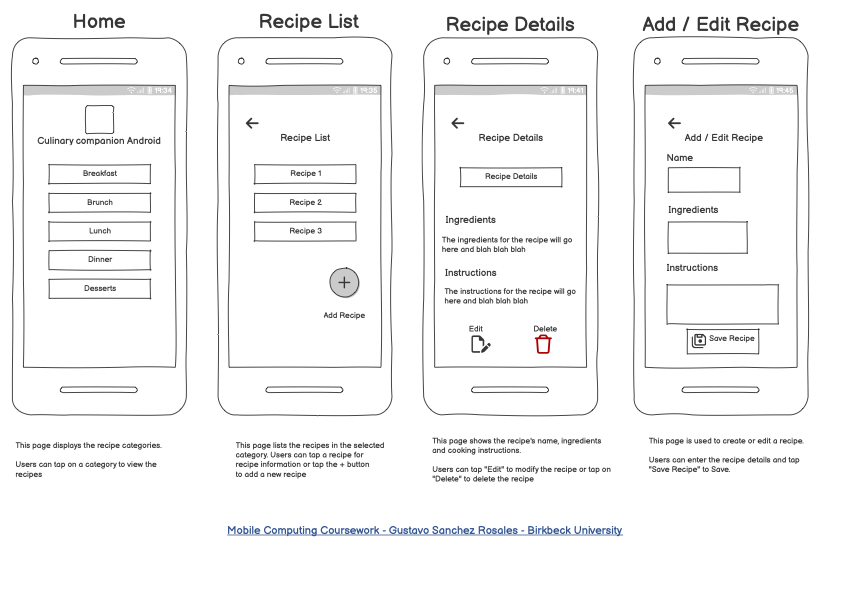 Home
Recipe List
Recipe Details
Add / Edit Recipe
19:34
Culinary companion Android
Breakfast
Brunch
Lunch
Dinner
Desserts
19:35
Recipe List
Recipe 1
Recipe 2
Recipe 3
Add Recipe
19:41
Recipe Details
Recipe Details
Ingredients
The ingredients for the recipe will go
here and blah blah blah
Instructions
The instructions for the recipe will go
here and blah blah blah
Edit
Delete
19:45
Add / Edit Recipe
Name
Ingredients
Instructions
Save Recipe
This page displays the recipe categories.
Users can tap on a category to view the
recipes
This page lists the recipes in the selected
category. Users can tap a recipe for
recipe information or tap the + button
to add a new recipe
This page shows the recipe's name, ingredients
and cooking instructions.
Users can tap "Edit" to modify the recipe or tap on
"Delete" to delete the recipe
This page is used to create or edit a recipe.
Users can enter the recipe details and tap
"Save Recipe" to Save.
Mobile Computing Coursework - Gustavo Sanchez Rosales - Birkbeck University